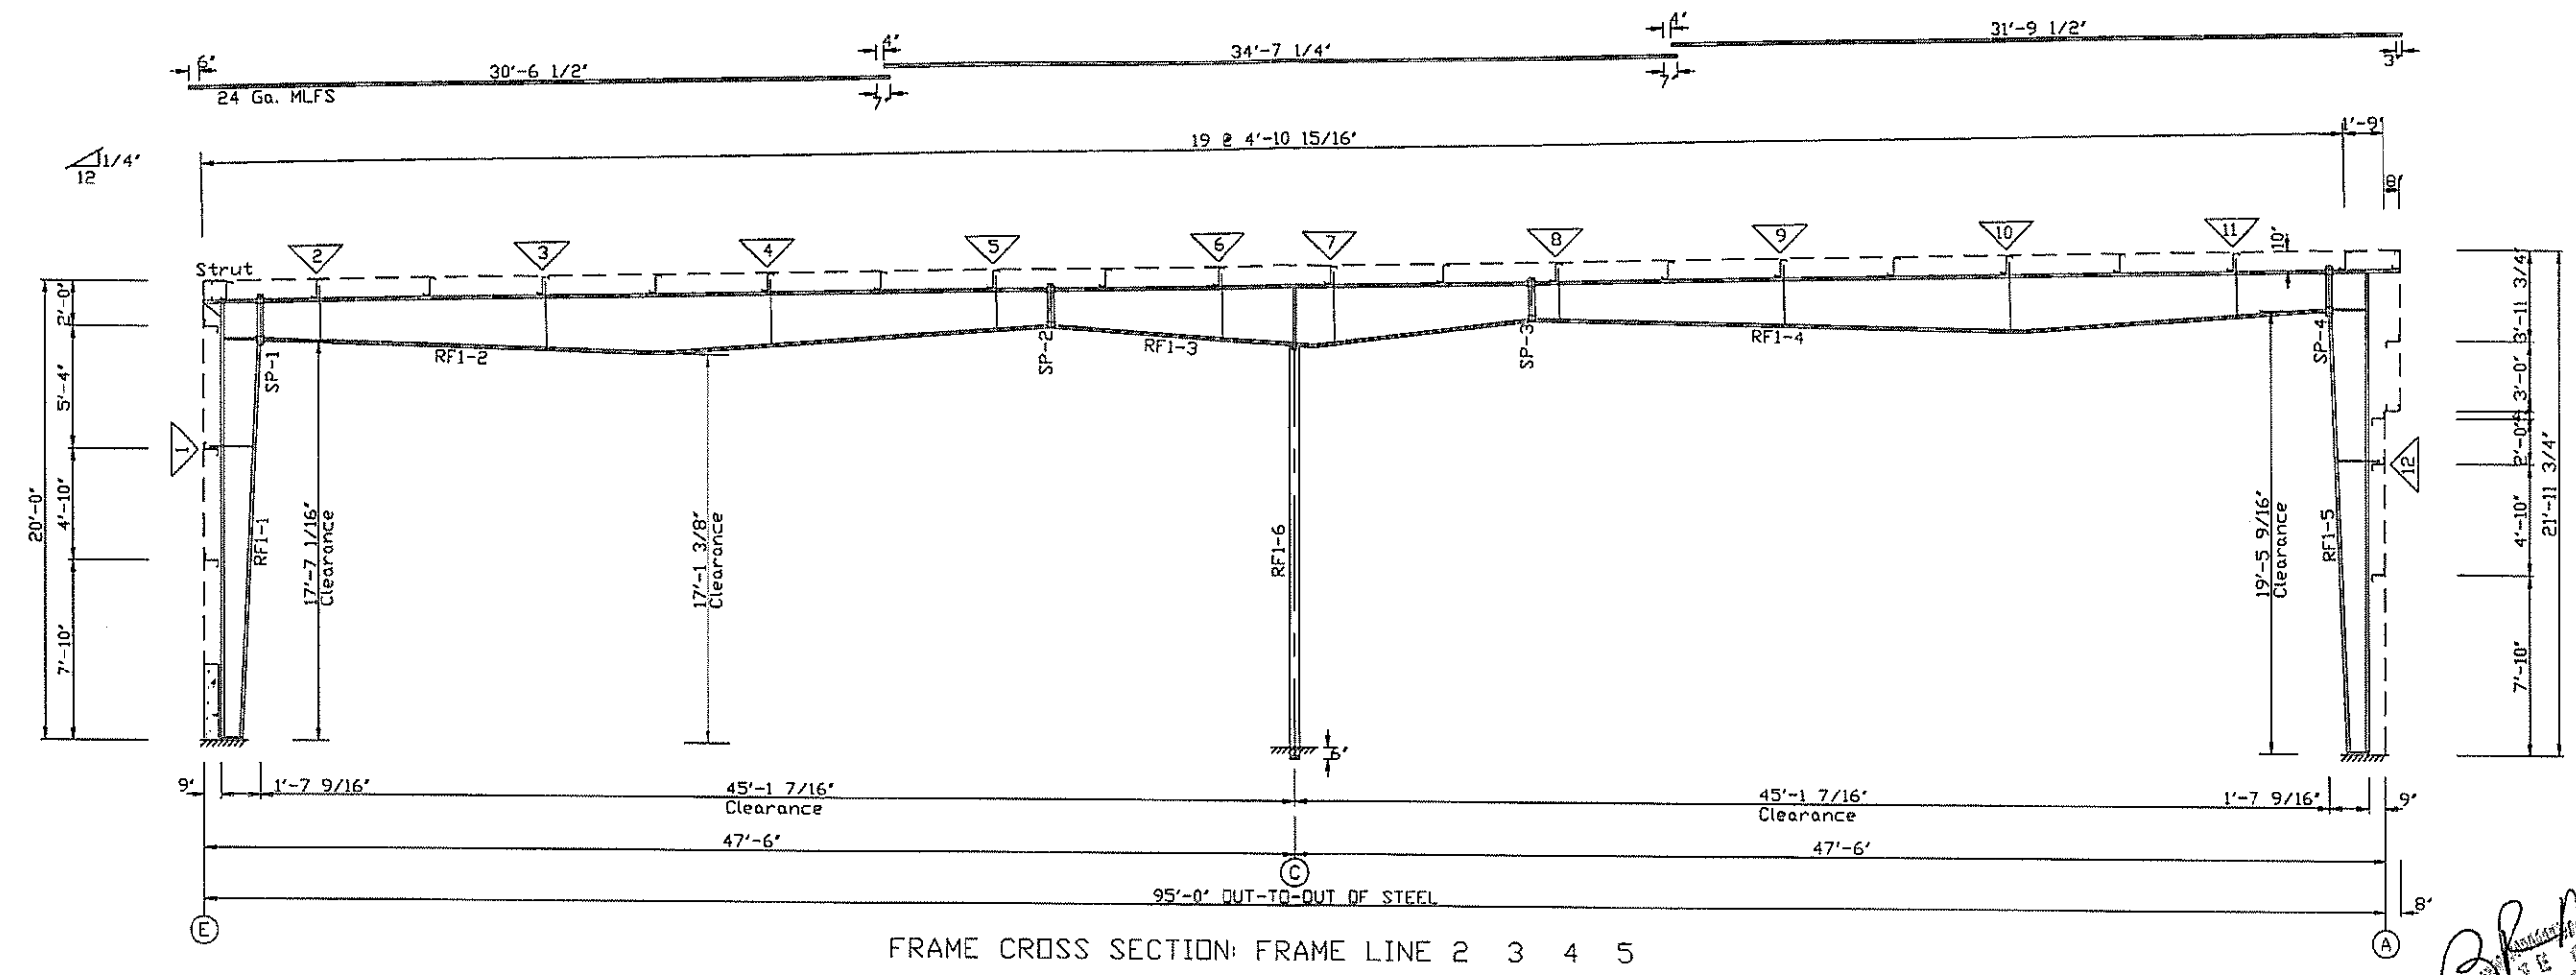 4" 31'-9 1/2"
4" 34'-7 1/4"
6" 30'-6 1/2" 7" 3"
24 Ga. MLFS 7"
1/4" 19 @ 4'-10 15/16" 1'-9"
12
8"
2 3 4 5 6 7 8 9 10 11 10"
Strut
2'-0" 3'-11 3/4"
SP-1 RF1-2 SP-2 RF1-3 SP-3 RF1-4 SP-4
5'-4" 3'-0"
1 2'-0" 12
20'-0" 4'-10" RF1-1 17'-7 1/16" Clearance 17'-1 3/8" Clearance RF1-6 19'-5 9/16" Clearance RF1-5 4'-10" 21'-11 3/4"
7'-10" 7'-10"
9" 1'-7 9/16" 45'-1 7/16" 45'-1 7/16" 1'-7 9/16" 9"
Clearance Clearance
47'-6" 47'-6"
C
95'-0" OUT-TO-OUT OF STEEL 8"
E A
FRAME CROSS SECTION: FRAME LINE 2 3 4 5